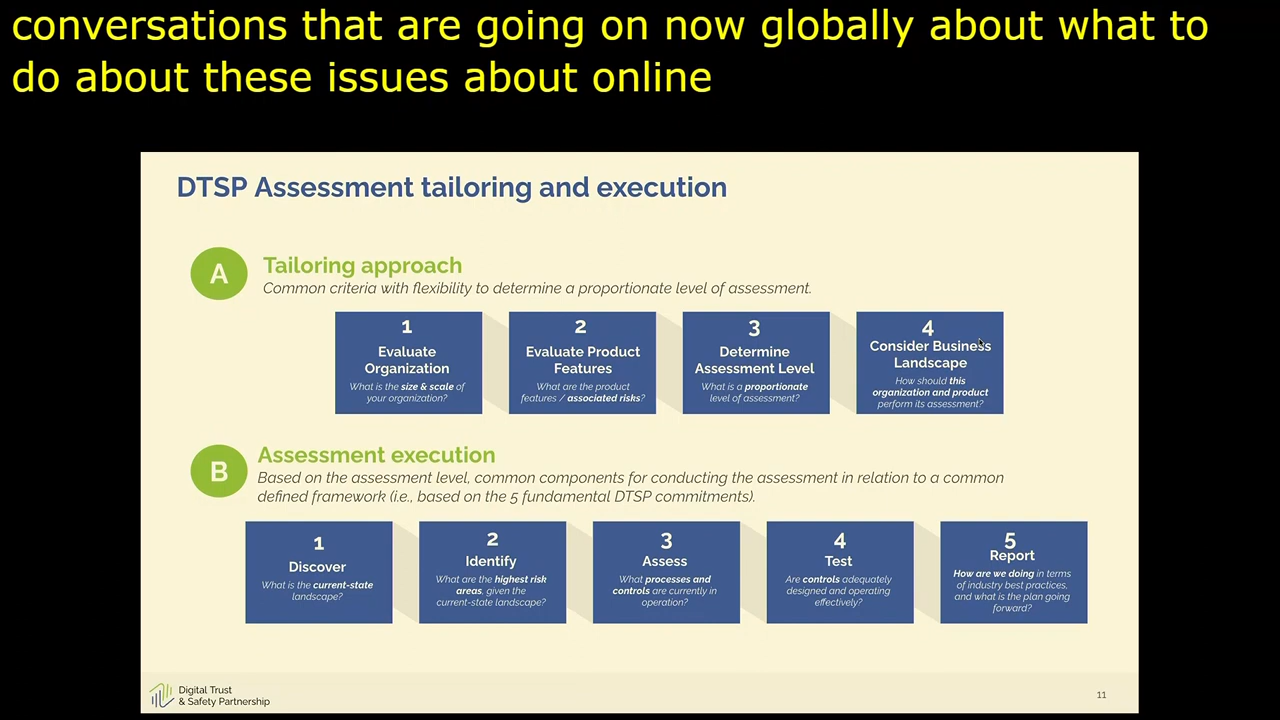 conversations that are going on now globally about what to
do about these issues about online
DTSP Assessment tailoring and execution
A
Tailoring approach
Common criteria with flexibility to determine a proportionate level of assessment.
1
Evaluate
Organization
What is the size & scale of
your organization?
2
Evaluate Product
Features
What are the product
features / associated risks?
3
Determine
Assessment Level
What is a proportionate
level of assessment?
4
Consider Business
Landscape
How should this
organization and product
perform its assessment?
B
Assessment execution
Based on the assessment level, common components for conducting the assessment in relation to a common
defined framework (i.e., based on the 5 fundamental DTSP commitments).
1
Discover
What is the current-state
landscape?
2
Identify
What are the highest risk
areas, given the
current-state landscape?
3
Assess
What processes and
controls are currently in
operation?
4
Test
Are controls adequately
designed and operating
effectively?
5
Report
How are we doing in terms
of industry best practices,
and what is the plan going
forward?
Digital Trust
& Safety Partnership
11